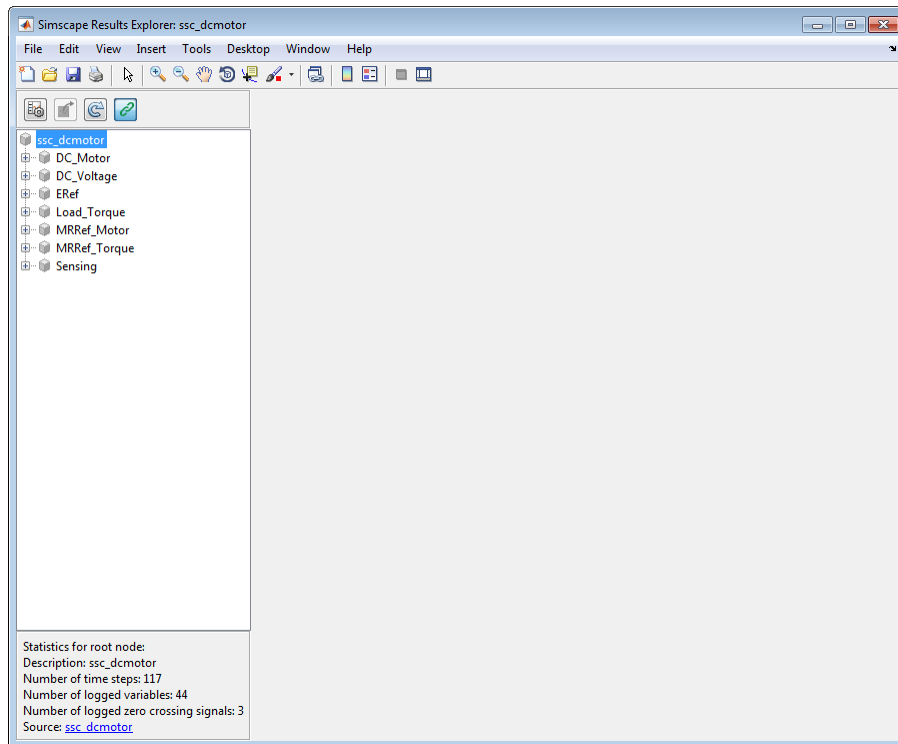 Simscape Results Explorer: ssc_dcmotor
File Edit View Insert Tools Desktop Window Help
ssc_dcmotor
DC_Motor
DC_Voltage
ERef
Load_Torque
MRRef_Motor
MRRef_Torque
Sensing
Statistics for root node:
Description: ssc_dcmotor
Number of time steps: 117
Number of logged variables: 44
Number of logged zero crossing signals: 3
Source: ssc_dcmotor